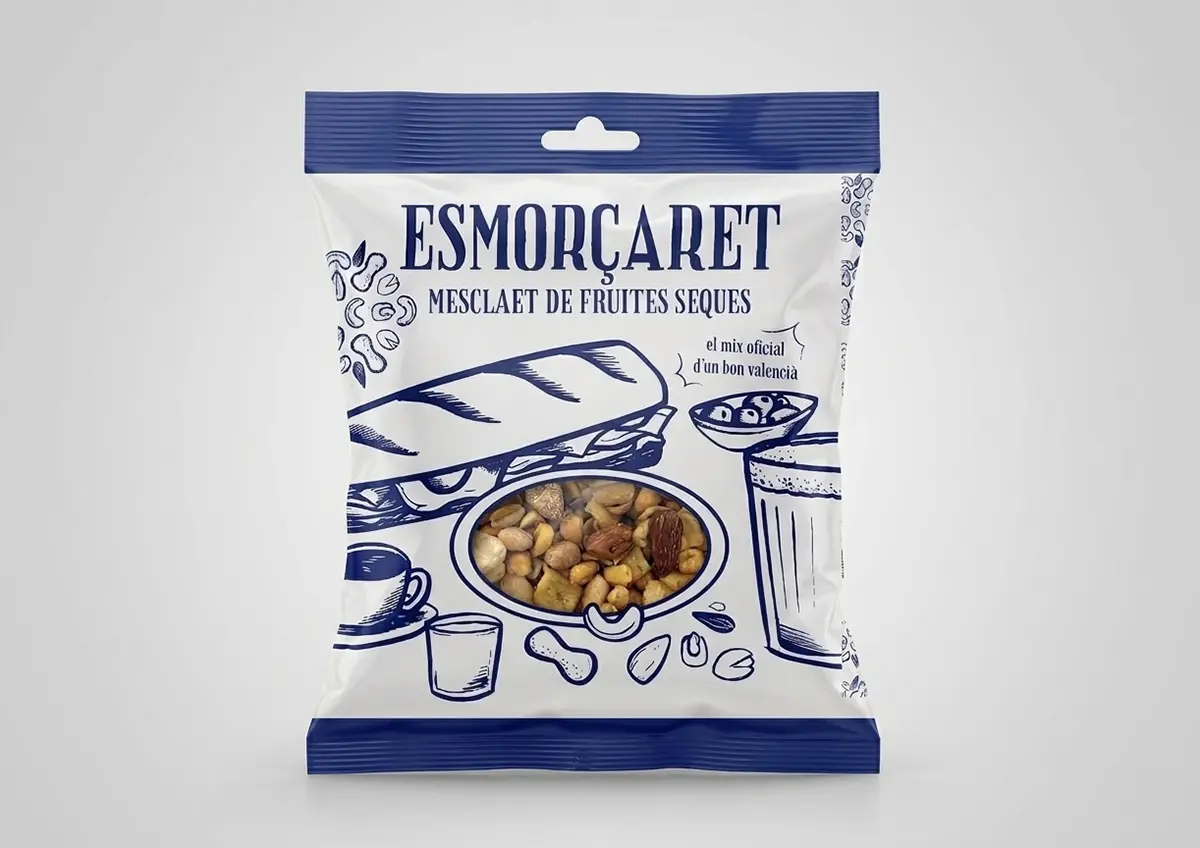 ESMORÇARET
MESCLAET DE FRUITES SEQUES
el mix oficial
d'un bon valencià